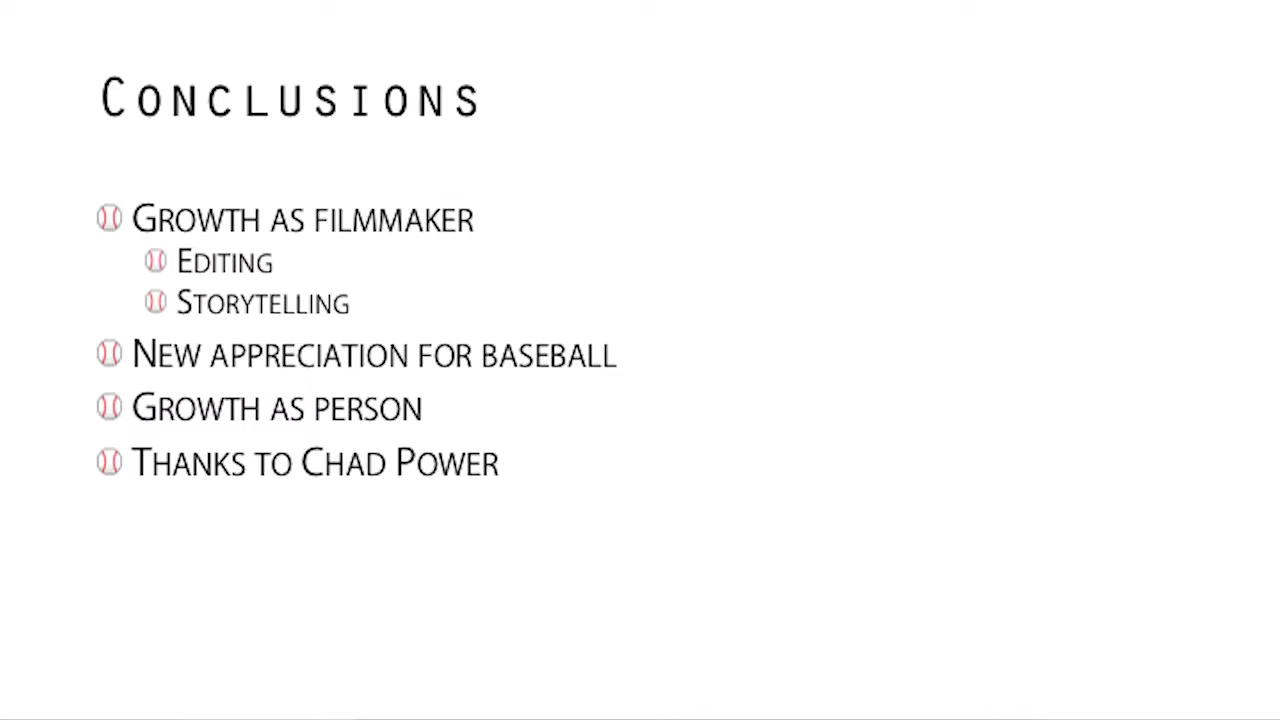 Conclusions
Growth as filmmaker
Editing
Storytelling
New appreciation for baseball
Growth as person
Thanks to Chad Power